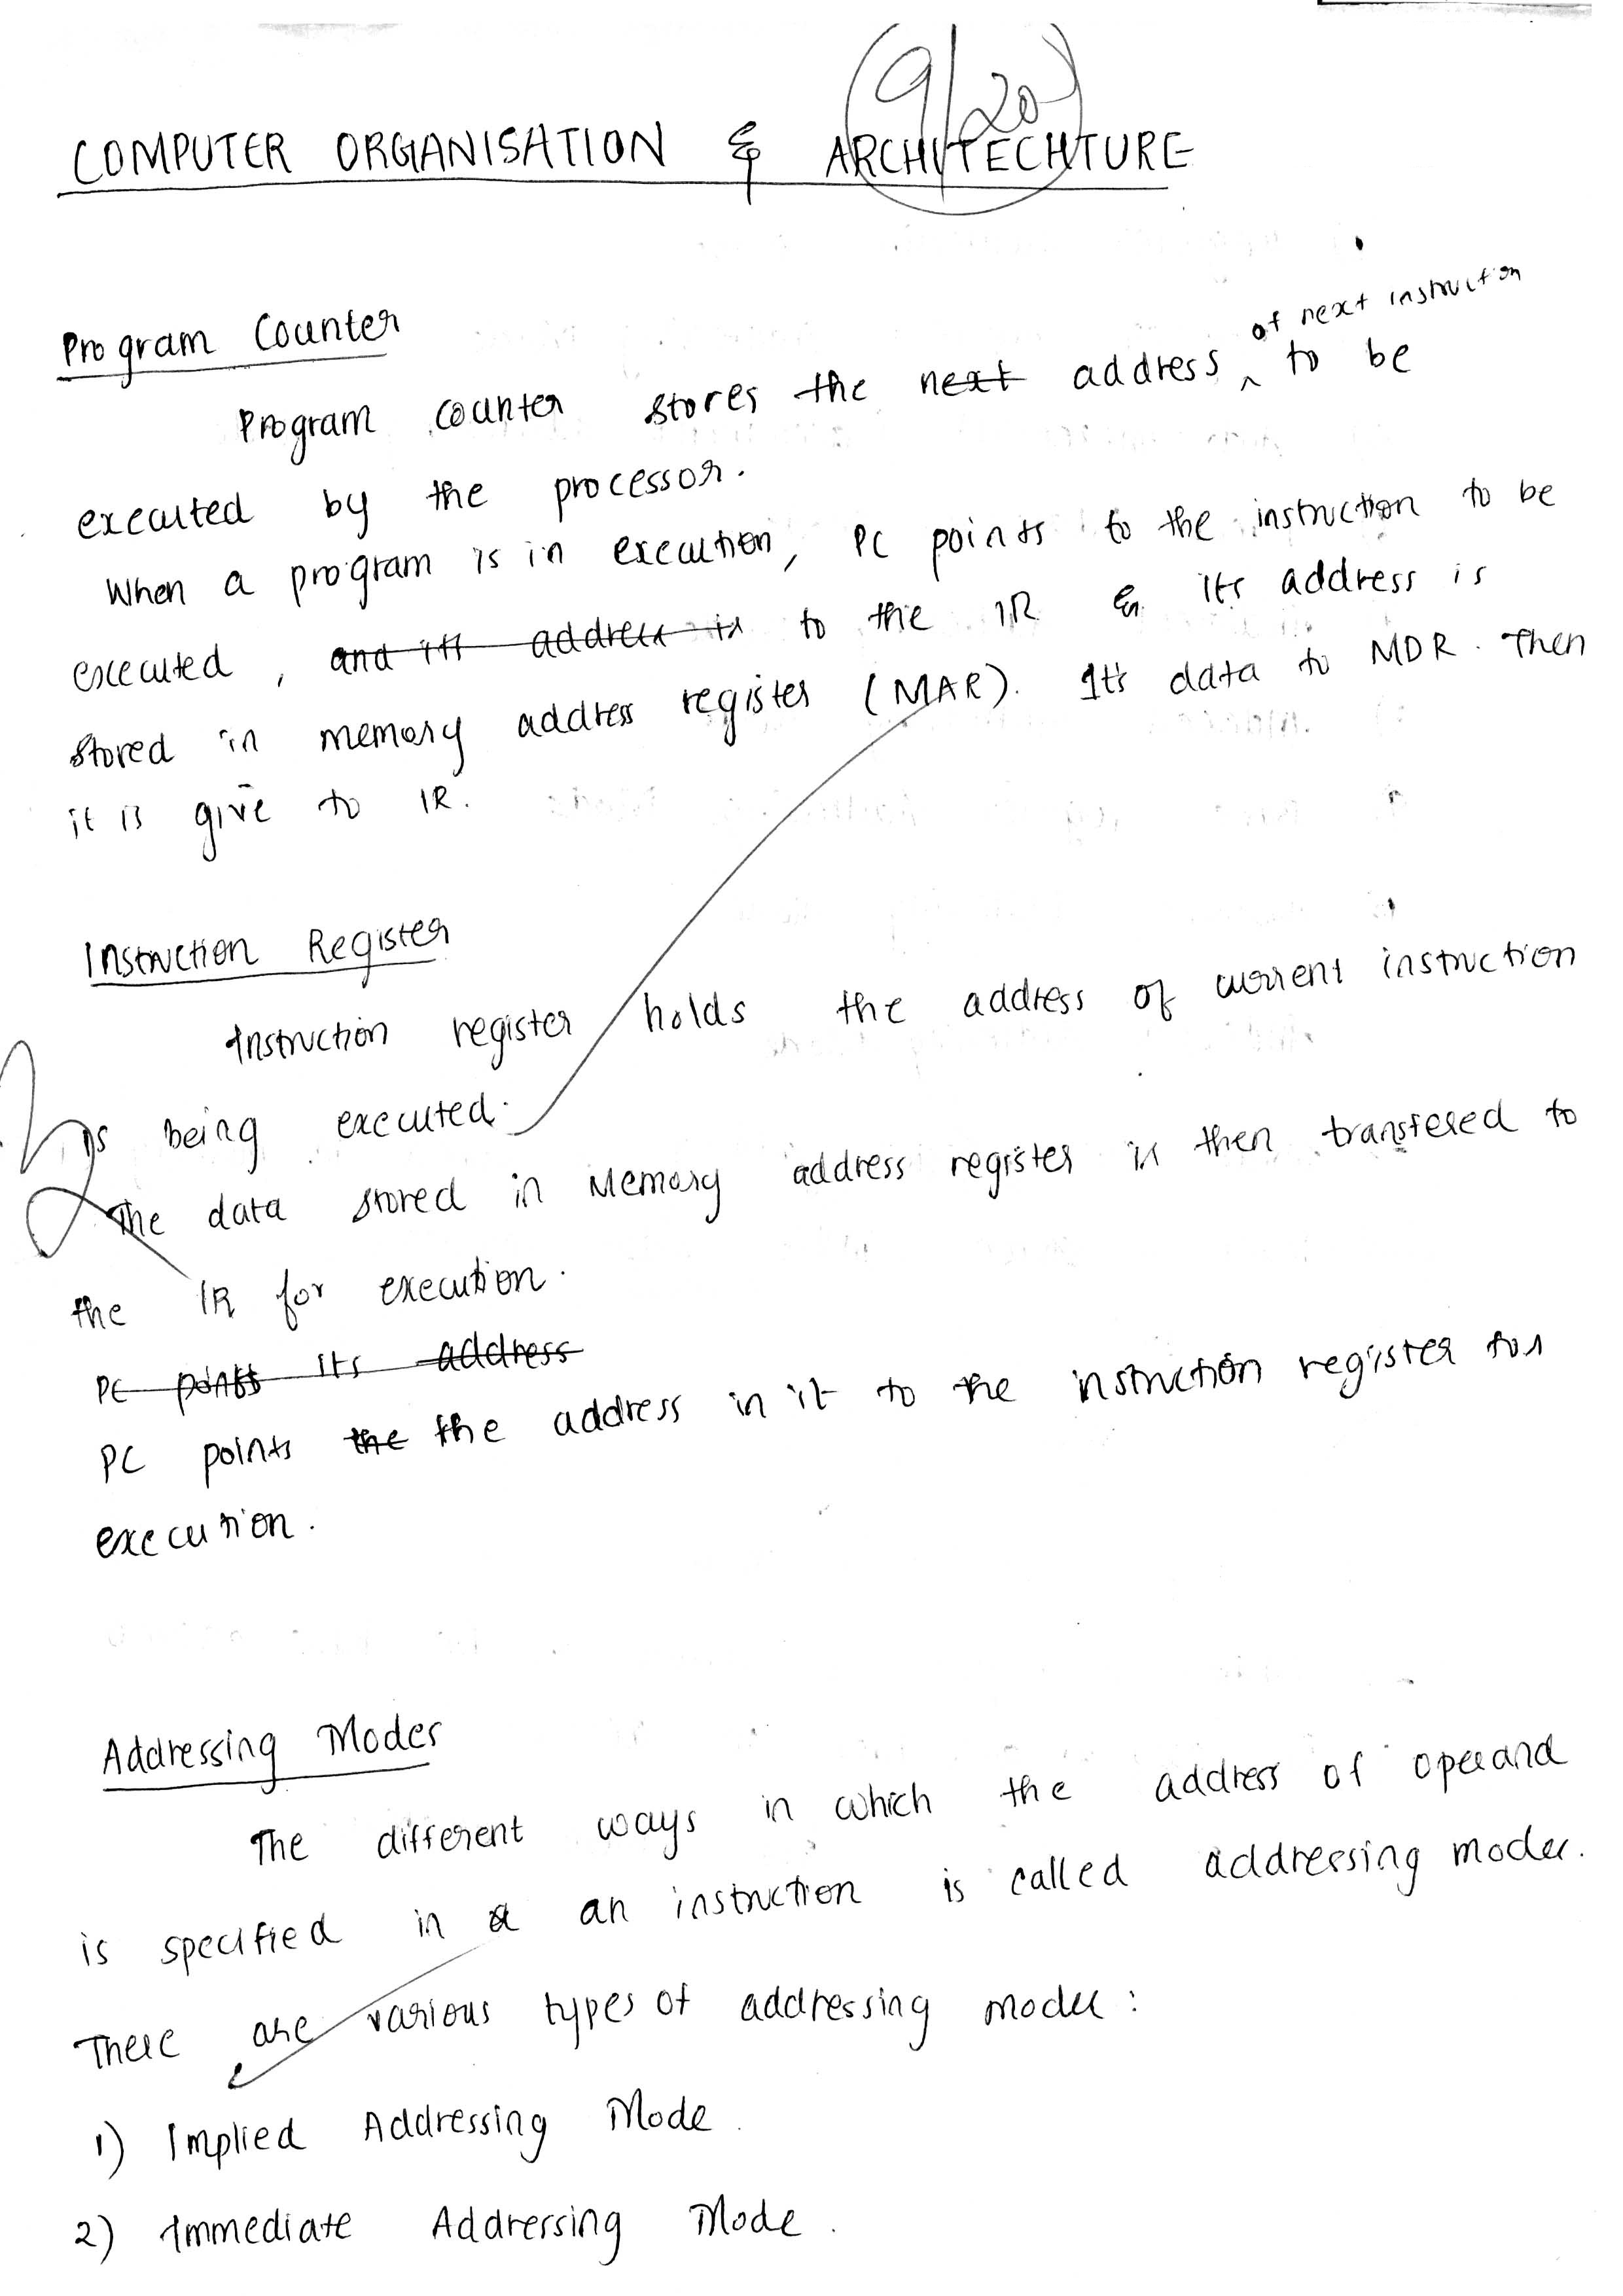 9/20
COMPUTER ORGANISATION & ARCHITECHTURE
Program Counter
of next instruction
Program counter stores the next address ^ to be
executed by the processor.
When a program is in execution, PC points to the instruction to be
executed, and its address is to the IR & its address is
stored in memory address register (MAR). It's data to MDR. Then
it is give to IR.
Instruction Register
Instruction register holds the address of current instruction
is being executed.
The data stored in Memory address register is then transfered to
the IR for execution.
PC points its address
PC points the the address in it to the instruction register for
execution.
Addressing Modes
The different ways in which the address of operand
is specified in a an instruction is called addressing modes.
There are various types of addressing modes:
1) Implied Addressing Mode.
2) Immediate Addressing Mode.